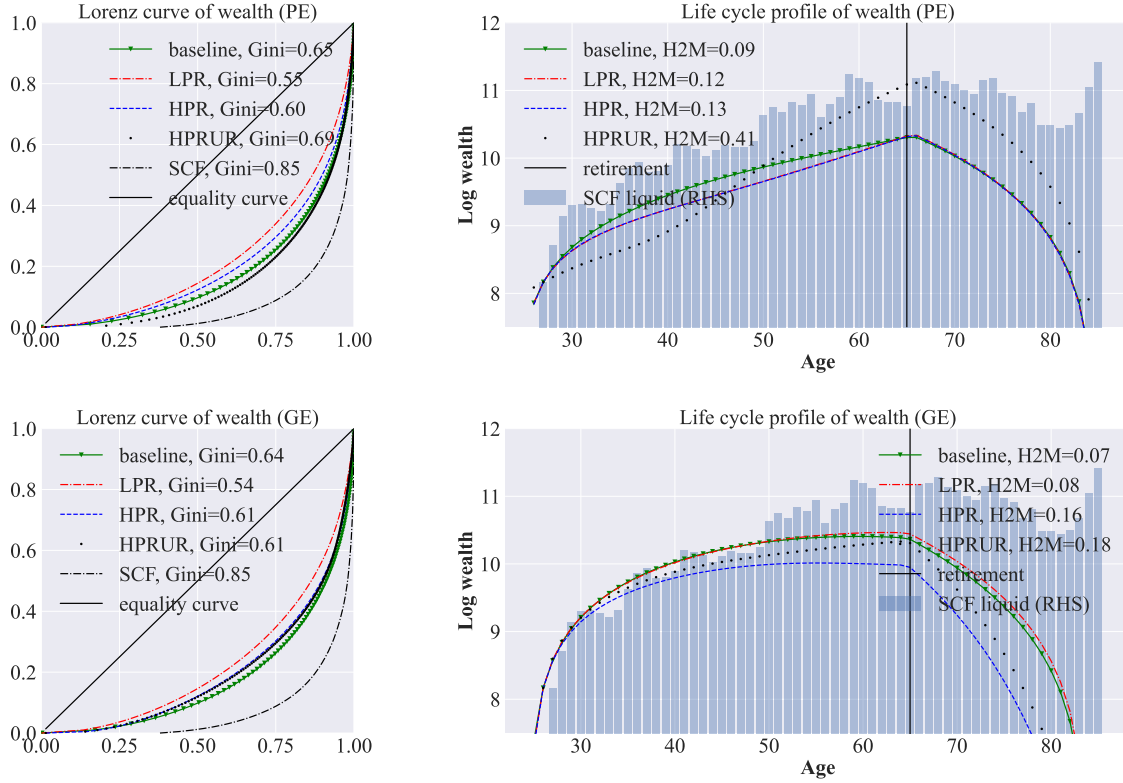 Lorenz curve of wealth (PE)
1.0
0.8
0.6
0.4
0.2
0.0
0.00 0.25 0.50 0.75 1.00
baseline, Gini=0.65
LPR, Gini=0.55
HPR, Gini=0.60
HPRUR, Gini=0.69
SCF, Gini=0.85
equality curve
Life cycle profile of wealth (PE)
Log wealth
12
11
10
9
8
30 40 50 60 70 80
Age
baseline, H2M=0.09
LPR, H2M=0.12
HPR, H2M=0.13
HPRUR, H2M=0.41
retirement
SCF liquid (RHS)
Lorenz curve of wealth (GE)
1.0
0.8
0.6
0.4
0.2
0.0
0.00 0.25 0.50 0.75 1.00
baseline, Gini=0.64
LPR, Gini=0.54
HPR, Gini=0.61
HPRUR, Gini=0.61
SCF, Gini=0.85
equality curve
Life cycle profile of wealth (GE)
Log wealth
12
11
10
9
8
30 40 50 60 70 80
Age
baseline, H2M=0.07
LPR, H2M=0.08
HPR, H2M=0.16
HPRUR, H2M=0.18
retirement
SCF liquid (RHS)